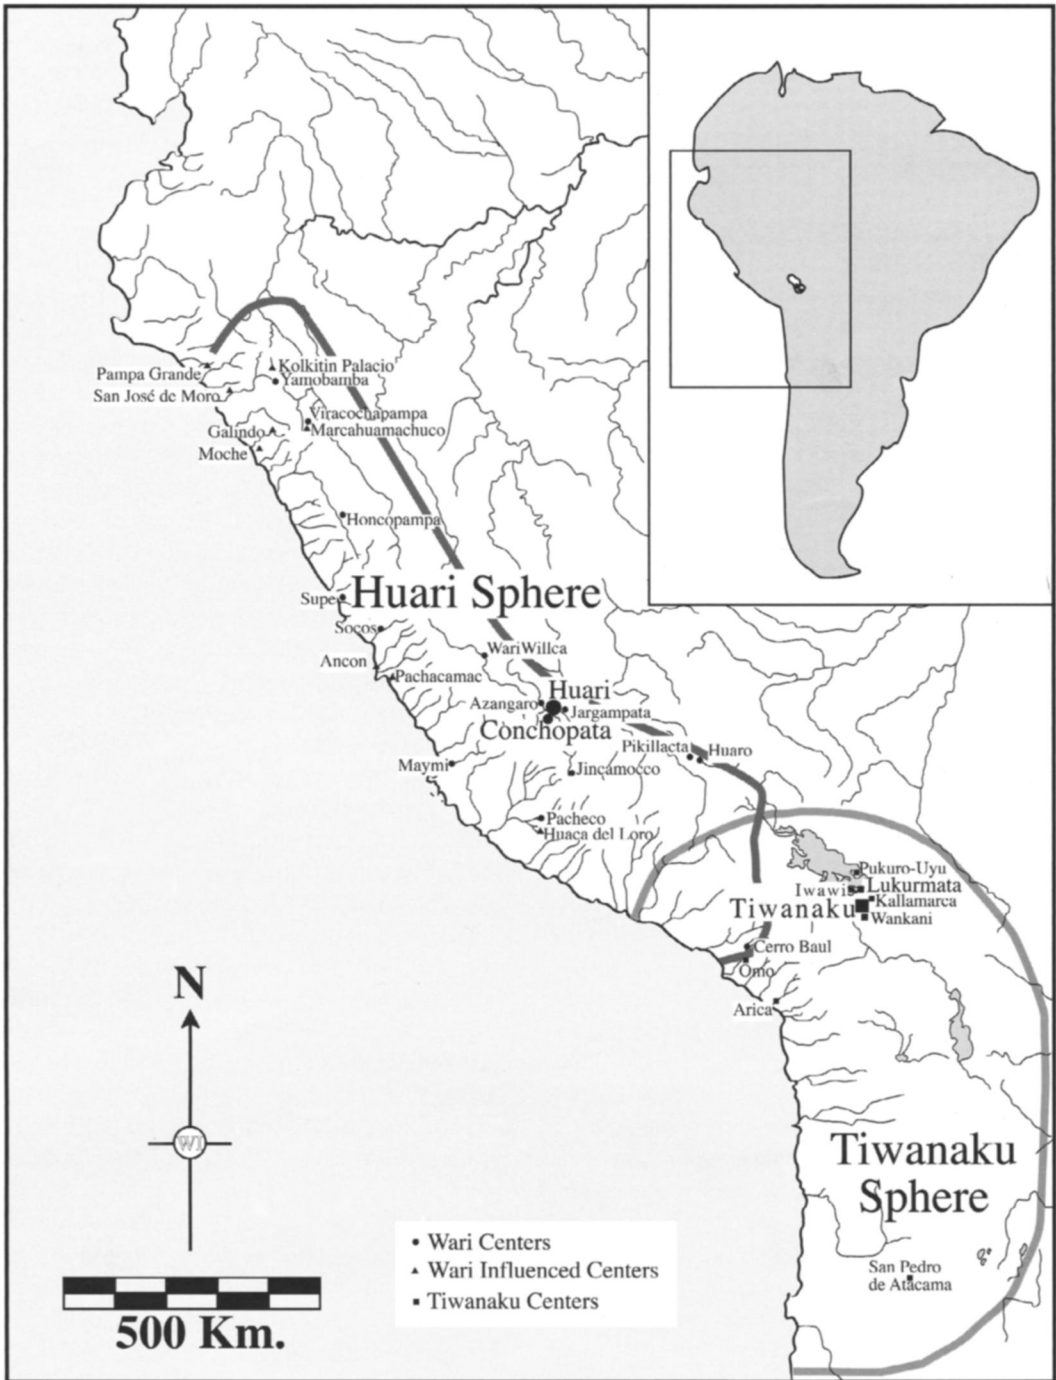 Kolkitin Palacio
Pampa Grande
Yamobamba
San José de Moro
Viracochapampa
Galindo
Marcahuamachuco
Moche
Honcopampa
Huari Sphere
Supe
Socos
WariWillca
Ancon
Pachacamac
Huari
Azangaro
Jargampata
Conchopata
Pikillacta
Huaro
Maymi
Jincamocco
Pacheco
Huaca del Loro
Pukuro-Uyu
Iwawis
Lukurmata
Kallamarca
Tiwanaku
Wankani
Cerro Baul
Omo
N
Arica
WI
Tiwanaku
Sphere
Wari Centers
San Pedro
de Atacama
Wari Influenced Centers
Tiwanaku Centers
500 Km.